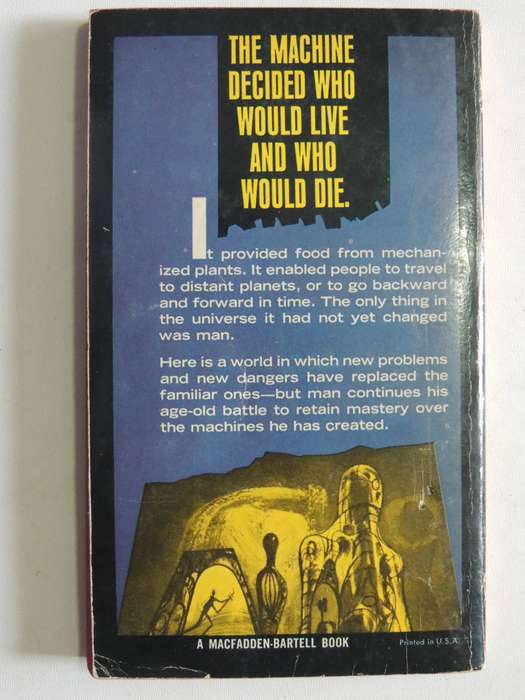 THE MACHINE
DECIDED WHO
WOULD LIVE
AND WHO
WOULD DIE.
It provided food from mechan-
ized plants. It enabled people to travel
to distant planets, or to go backward
and forward in time. The only thing in
the universe it had not yet changed
was man.
Here is a world in which new problems
and new dangers have replaced the
familiar ones—but man continues his
age-old battle to retain mastery over
the machines he has created.
A MACFADDEN-BARTELL BOOK
Printed in U.S.A.